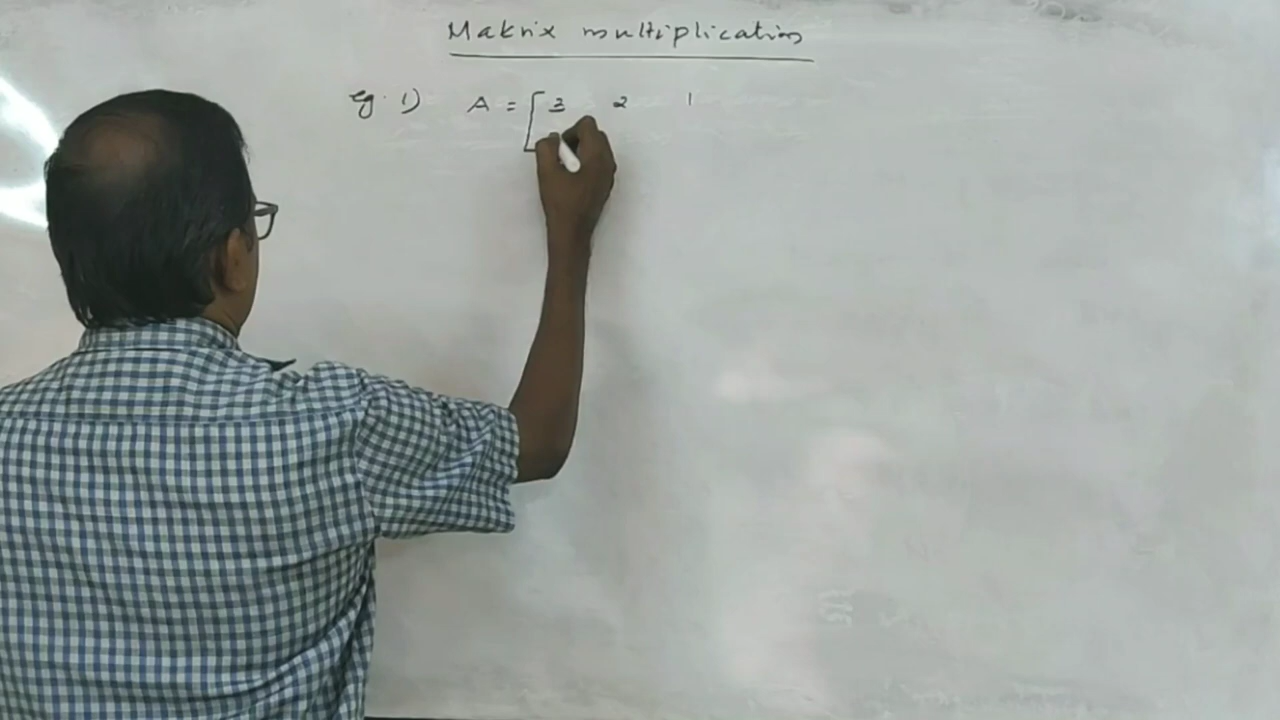 Matrix multiplication
eg. 1) A = [ 3 2 1